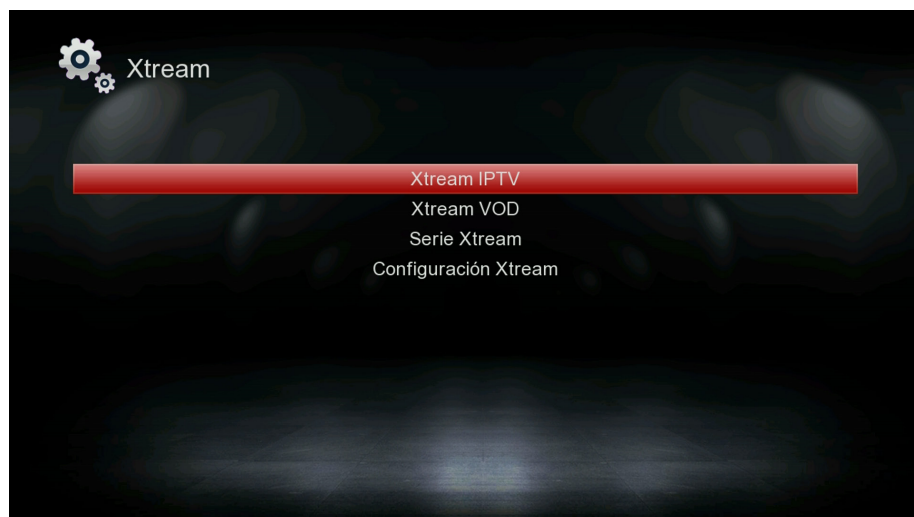 Xtream
Xtream IPTV
Xtream VOD
Serie Xtream
Configuración Xtream